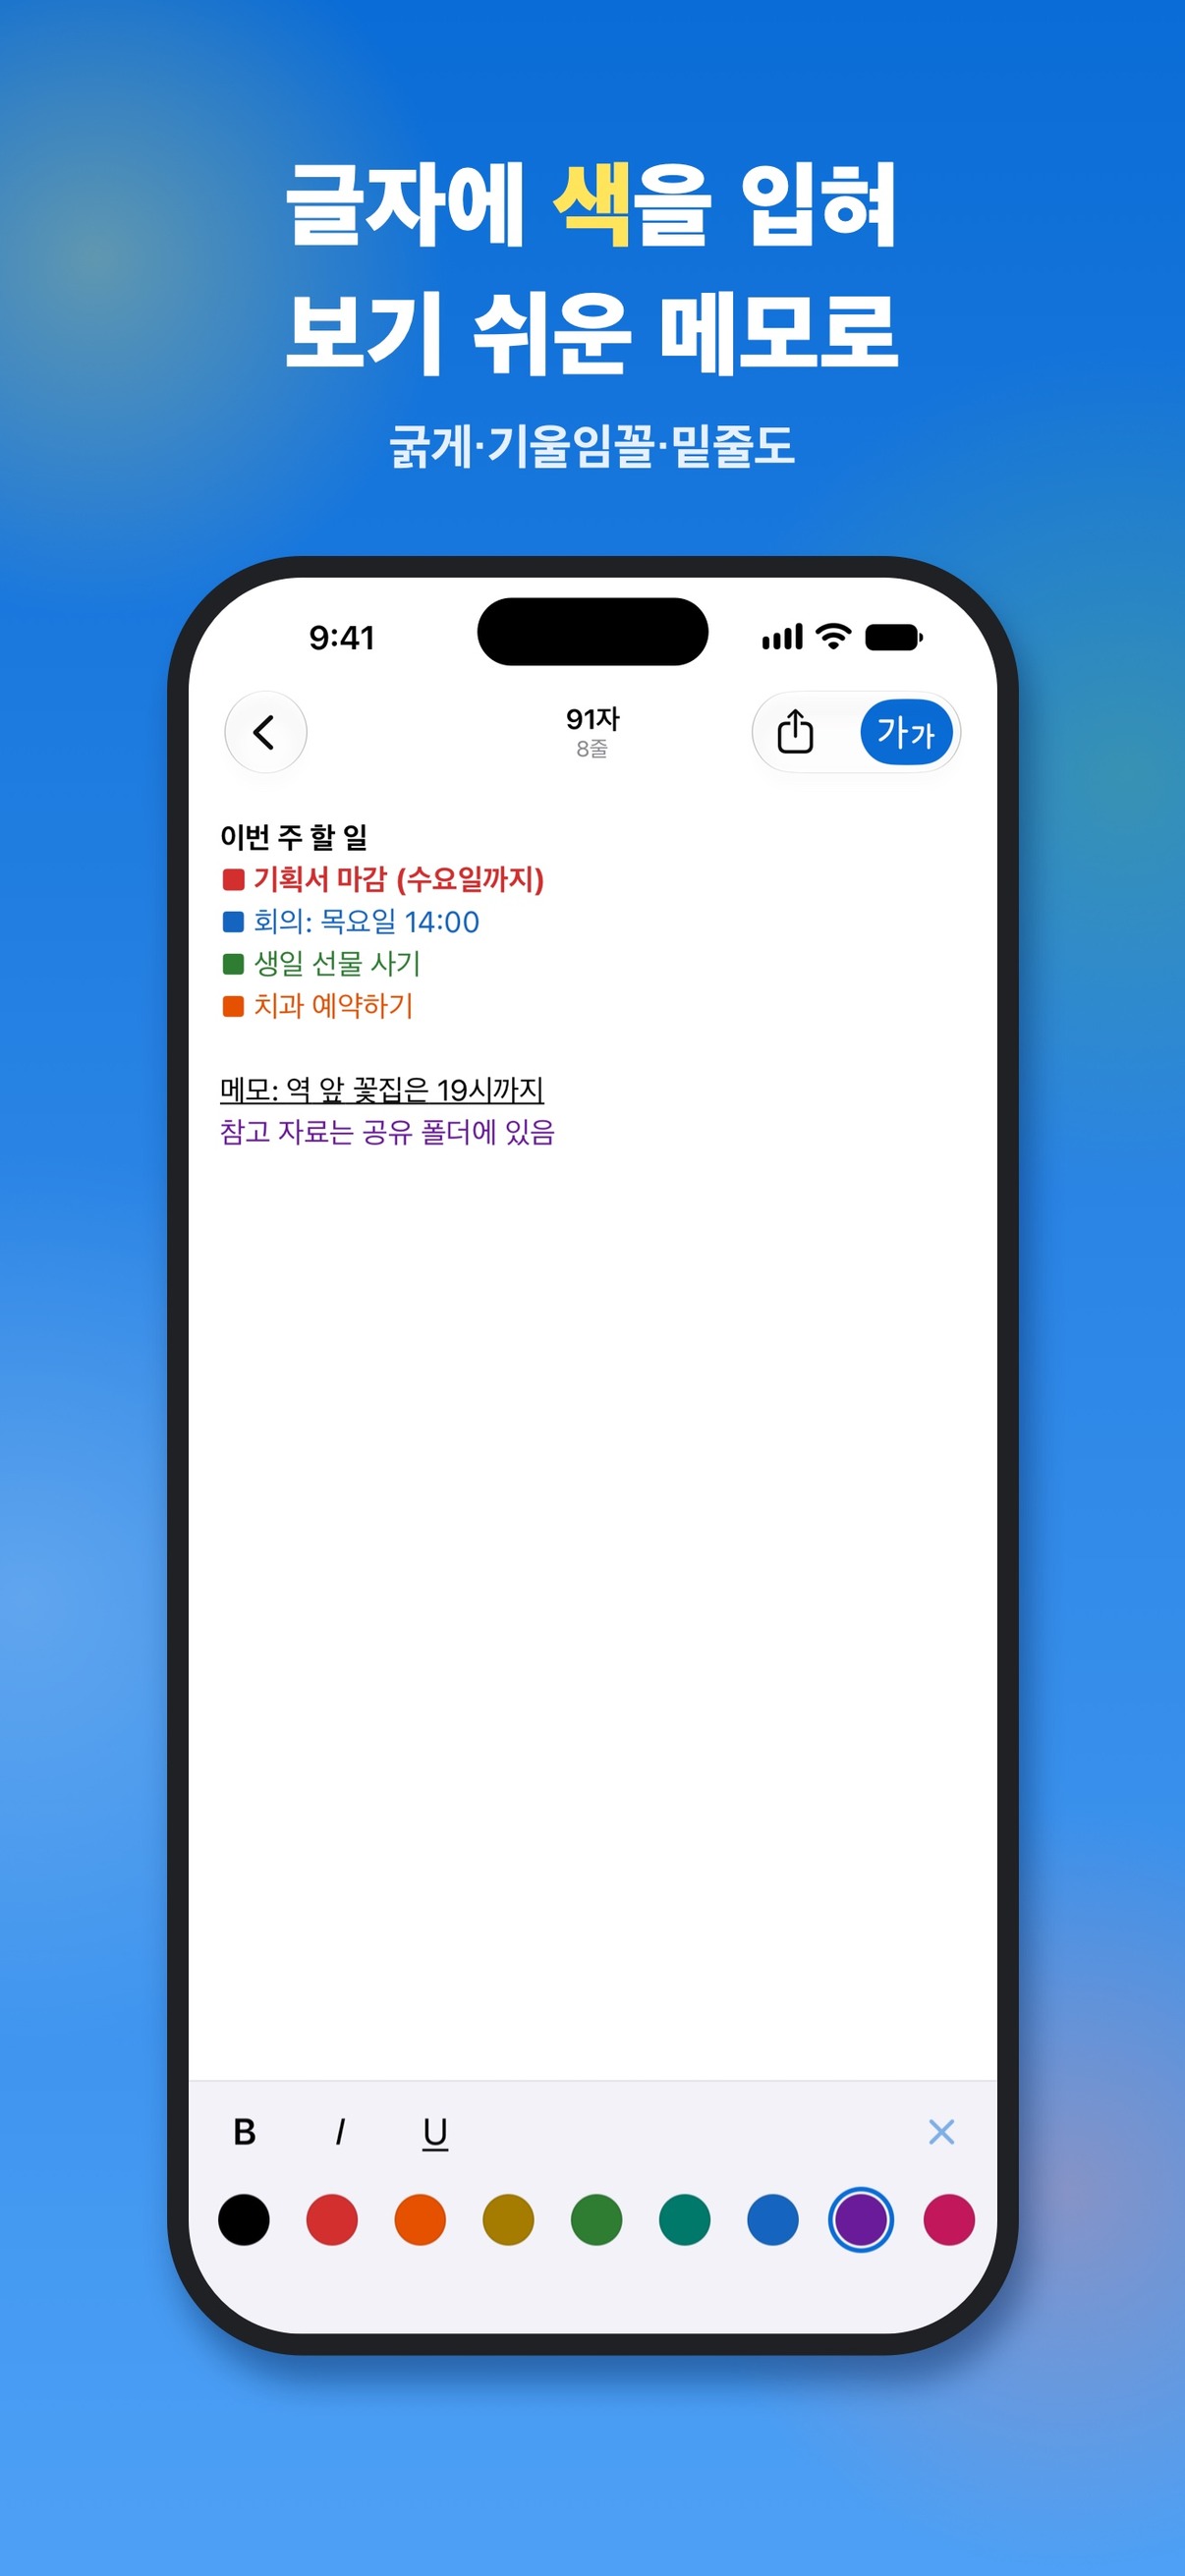 글자에 색을 입혀
보기 쉬운 메모로
굵게·기울임꼴·밑줄도
9:41
91자
8줄
가가
이번 주 할 일
기획서 마감 (수요일까지)
회의: 목요일 14:00
생일 선물 사기
치과 예약하기
메모: 역 앞 꽃집은 19시까지
참고 자료는 공유 폴더에 있음
B I U